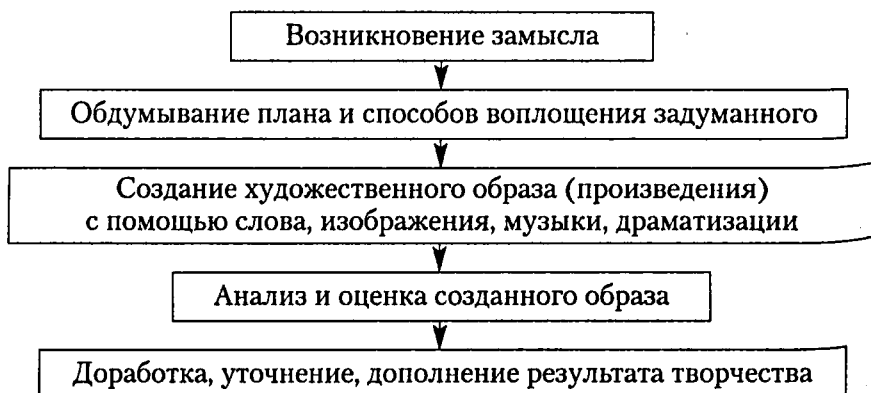 Возникновение замысла
Обдумывание плана и способов воплощения задуманного
Создание художественного образа (произведения)
с помощью слова, изображения, музыки, драматизации
Анализ и оценка созданного образа
Доработка, уточнение, дополнение результата творчества